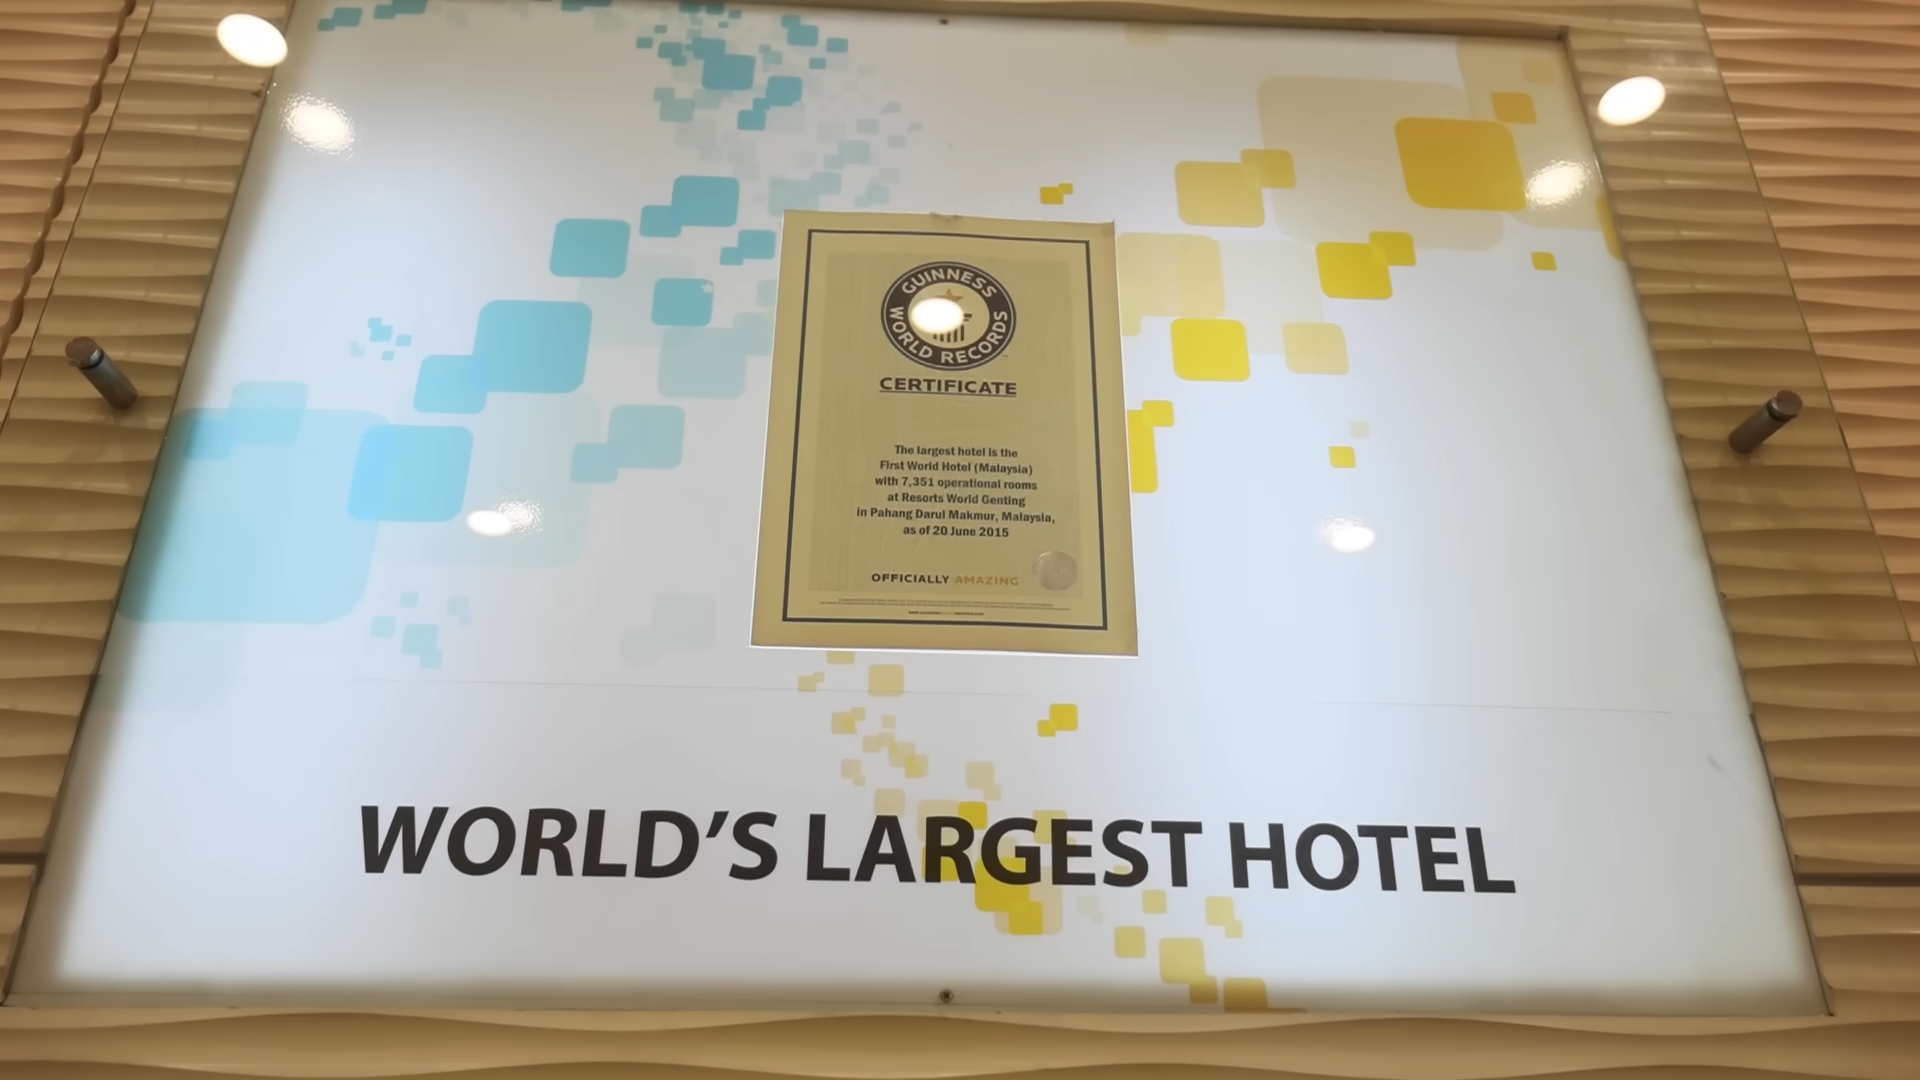 GUINNESS
WORLD RECORDS
CERTIFICATE
The largest hotel is the
First World Hotel (Malaysia)
with 7,351 operational rooms
at Resorts World Genting
in Pahang Darul Makmur, Malaysia,
as of 20 June 2015
OFFICIALLY AMAZING
WORLD'S LARGEST HOTEL